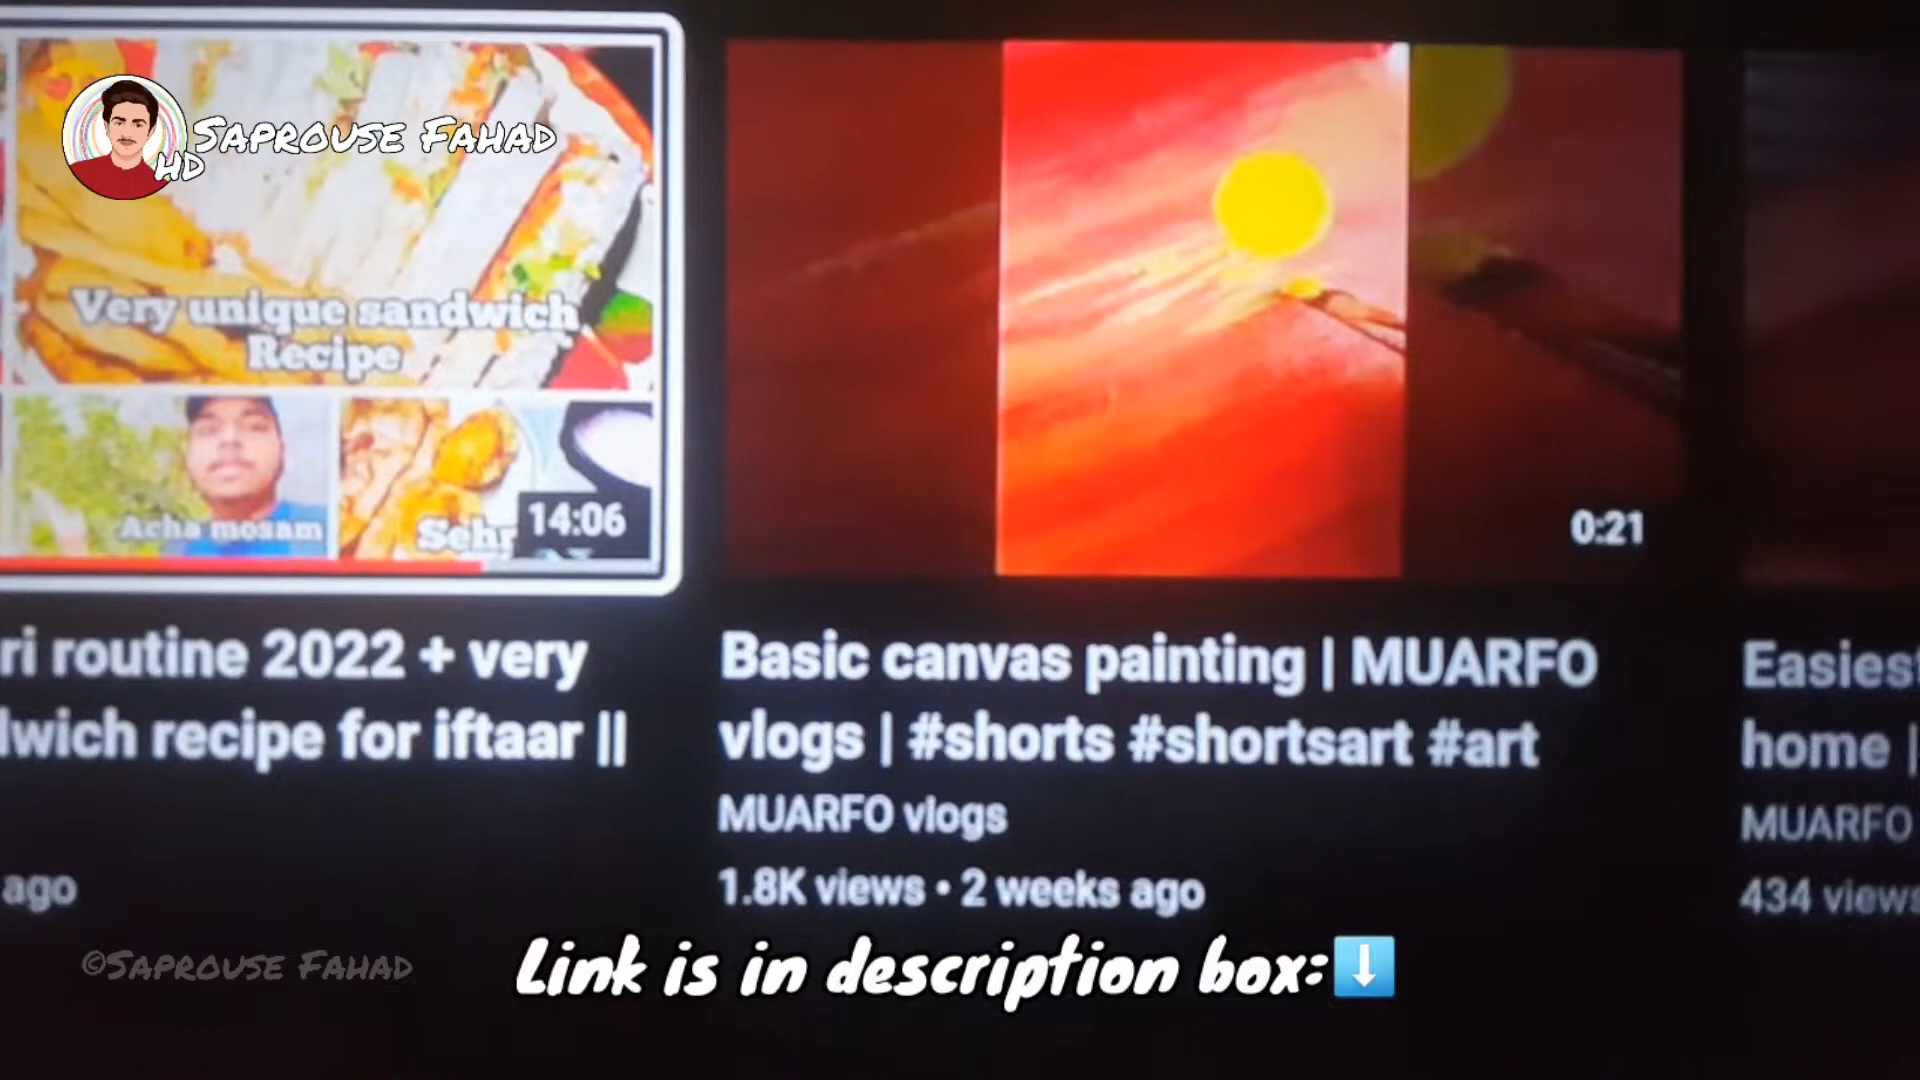 Saprouse Fahad
HD
Very unique sandwich
Recipe
Acha mosam
Sehr
14:06
0:21
ri routine 2022 + very
lwich recipe for iftaar ||
ago
Basic canvas painting | MUARFO
vlogs | #shorts #shortsart #art
MUARFO vlogs
1.8K views • 2 weeks ago
Easiest
home |
MUARFO
434 views
©Saprouse Fahad
Link is in description box:⬇️